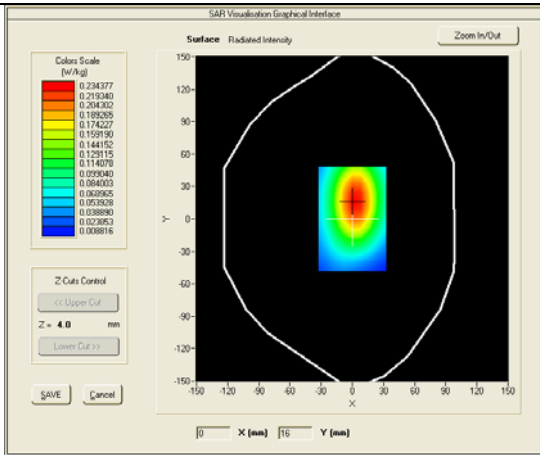 SAR Visualisation Graphical Interface
Surface Radiated Intensity
Zoom In/Out
Colors Scale
(W/kg)
0.234377
0.219340
0.204302
0.189265
0.174227
0.159190
0.144152
0.129115
0.114078
0.099040
0.084003
0.068965
0.053928
0.038890
0.023853
0.008816
Z-Cuts Control
<< Upper Cut
Z = 4.0 mm
Lower Cut >>
SAVE Cancel
150
120
90
60
30
0
-30
-60
-90
-120
-150
Y
-150 -120 -90 -60 -30 0 30 60 90 120 150
X
0 X (mm) 16 Y (mm)